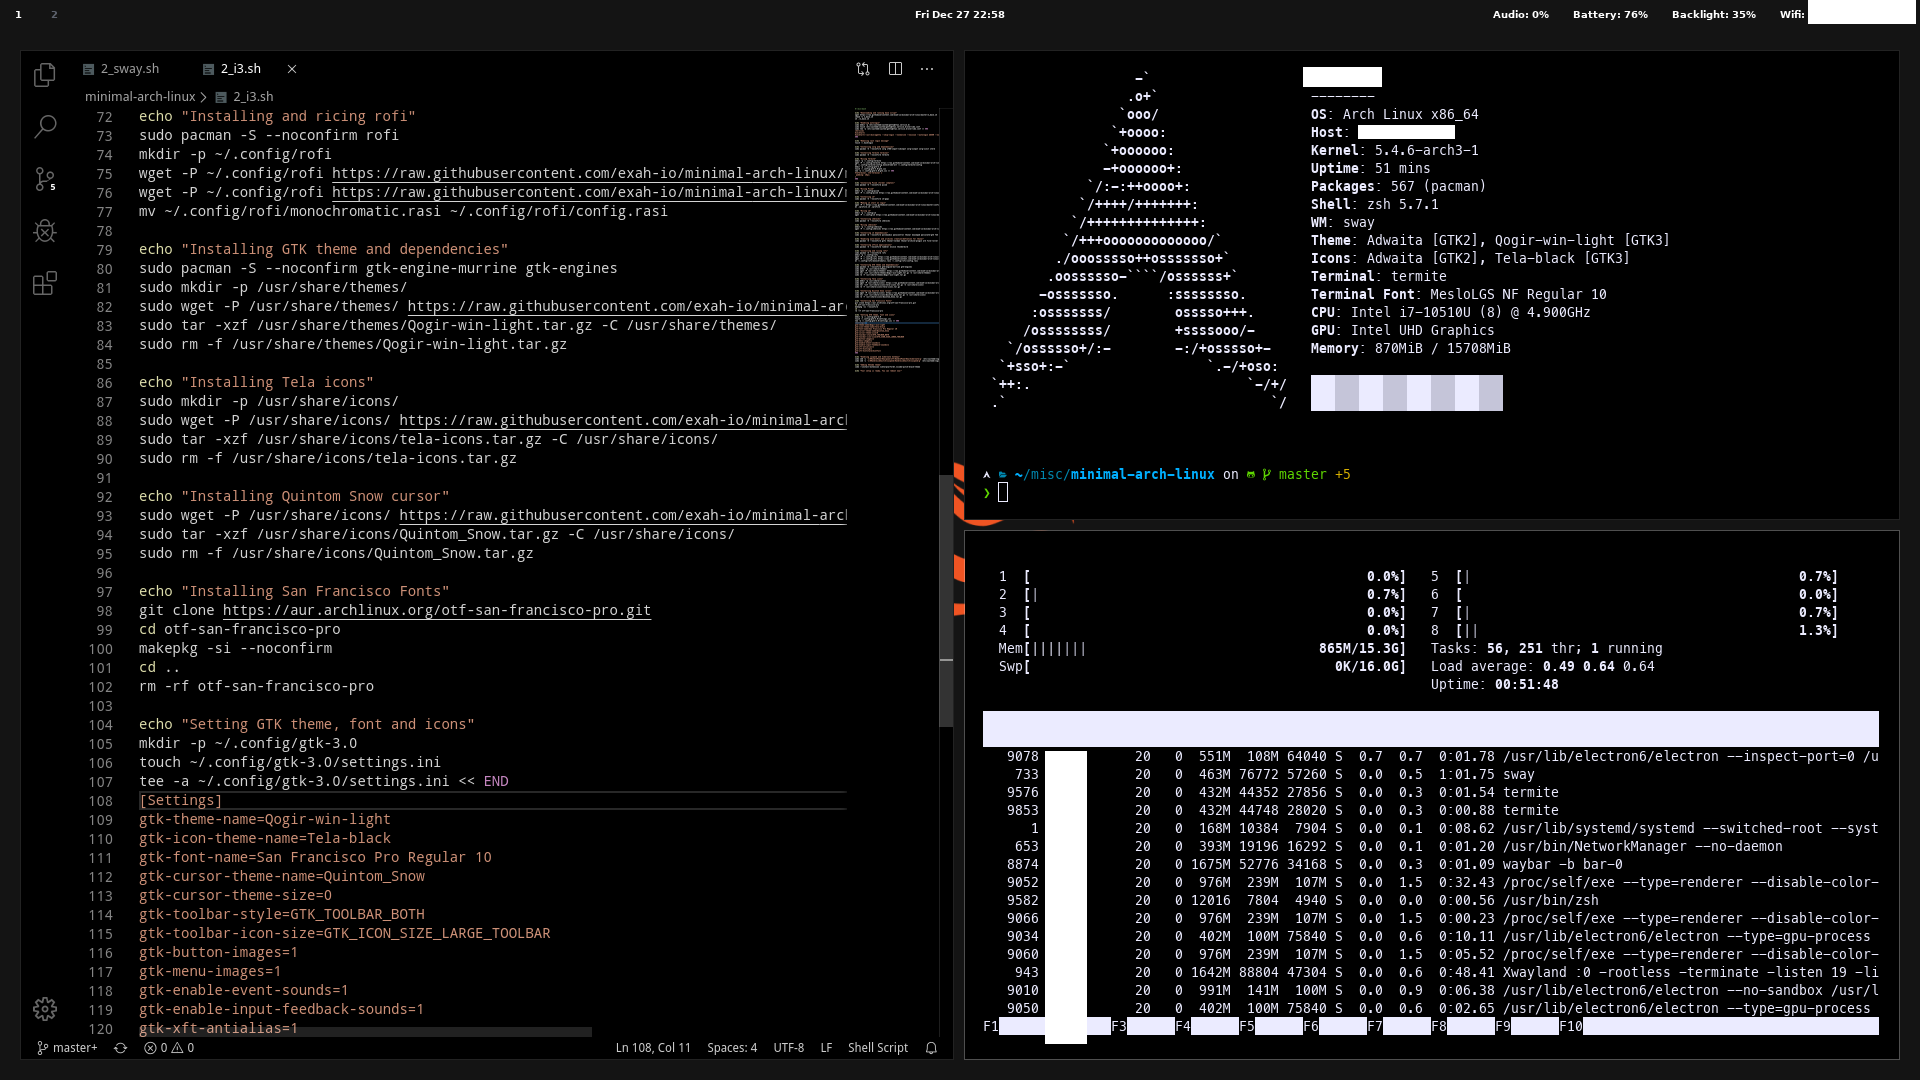 1 2 Fri Dec 27 22:58 Audio: 0% Battery: 76% Backlight: 35% Wifi:
2_sway.sh 2_i3.sh
minimal-arch-linux > 2_i3.sh
72 echo "Installing and ricing rofi"
73 sudo pacman -S --noconfirm rofi
74 mkdir -p ~/.config/rofi
75 wget -P ~/.config/rofi https://raw.githubusercontent.com/exah-io/minimal-arch-linux/
76 wget -P ~/.config/rofi https://raw.githubusercontent.com/exah-io/minimal-arch-linux/
77 mv ~/.config/rofi/monochromatic.rasi ~/.config/rofi/config.rasi
78
79 echo "Installing GTK theme and dependencies"
80 sudo pacman -S --noconfirm gtk-engine-murrine gtk-engines
81 sudo mkdir -p /usr/share/themes/
82 sudo wget -P /usr/share/themes/ https://raw.githubusercontent.com/exah-io/minimal-ar
83 sudo tar -xzf /usr/share/themes/Qogir-win-light.tar.gz -C /usr/share/themes/
84 sudo rm -f /usr/share/themes/Qogir-win-light.tar.gz
85
86 echo "Installing Tela icons"
87 sudo mkdir -p /usr/share/icons/
88 sudo wget -P /usr/share/icons/ https://raw.githubusercontent.com/exah-io/minimal-arc
89 sudo tar -xzf /usr/share/icons/tela-icons.tar.gz -C /usr/share/icons/
90 sudo rm -f /usr/share/icons/tela-icons.tar.gz
91
92 echo "Installing Quintom Snow cursor"
93 sudo wget -P /usr/share/icons/ https://raw.githubusercontent.com/exah-io/minimal-arc
94 sudo tar -xzf /usr/share/icons/Quintom_Snow.tar.gz -C /usr/share/icons/
95 sudo rm -f /usr/share/icons/Quintom_Snow.tar.gz
96
97 echo "Installing San Francisco Fonts"
98 git clone https://aur.archlinux.org/otf-san-francisco-pro.git
99 cd otf-san-francisco-pro
100 makepkg -si --noconfirm
101 cd ..
102 rm -rf otf-san-francisco-pro
103
104 echo "Setting GTK theme, font and icons"
105 mkdir -p ~/.config/gtk-3.0
106 touch ~/.config/gtk-3.0/settings.ini
107 tee -a ~/.config/gtk-3.0/settings.ini << END
108 [Settings]
109 gtk-theme-name=Qogir-win-light
110 gtk-icon-theme-name=Tela-black
111 gtk-font-name=San Francisco Pro Regular 10
112 gtk-cursor-theme-name=Quintom_Snow
113 gtk-cursor-theme-size=0
114 gtk-toolbar-style=GTK_TOOLBAR_BOTH
115 gtk-toolbar-icon-size=GTK_ICON_SIZE_LARGE_TOOLBAR
116 gtk-button-images=1
117 gtk-menu-images=1
118 gtk-enable-event-sounds=1
119 gtk-enable-input-feedback-sounds=1
120 gtk-xft-antialias=1
5
master+ 0 0 Ln 108, Col 11 Spaces: 4 UTF-8 LF Shell Script
-`
.o+` --------
`ooo/ OS: Arch Linux x86_64
`+oooo: Host:
`+oooooo: Kernel: 5.4.6-arch3-1
-+oooooo+: Uptime: 51 mins
`/:-:++oooo+: Packages: 567 (pacman)
`/++++/+++++++: Shell: zsh 5.7.1
`/++++++++++++++: WM: sway
`/+++ooooooooooooo/` Theme: Adwaita [GTK2], Qogir-win-light [GTK3]
./ooosssso++osssssso+` Icons: Adwaita [GTK2], Tela-black [GTK3]
.oossssso-````/ossssss+` Terminal: termite
-osssssso. :ssssssso. Terminal Font: MesloLGS NF Regular 10
:osssssss/ osssso+++. CPU: Intel i7-10510U (8) @ 4.900GHz
/ossssssss/ +ssssooo/- GPU: Intel UHD Graphics
`/ossssso+/:- -:/+osssso+- Memory: 870MiB / 15708MiB
`+sso+:-` `.-/+oso:
`++:. `-/+/
.` `/
~/misc/minimal-arch-linux on master +5
❯
1 [ 0.0%] 5 [| 0.7%]
2 [| 0.7%] 6 [ 0.0%]
3 [ 0.0%] 7 [| 0.7%]
4 [ 0.0%] 8 [|| 1.3%]
Mem[||||||| 865M/15.3G] Tasks: 56, 251 thr; 1 running
Swp[ 0K/16.0G] Load average: 0.49 0.64 0.64
Uptime: 00:51:48
9078 20 0 551M 108M 64040 S 0.7 0.7 0:01.78 /usr/lib/electron6/electron --inspect-port=0 /u
733 20 0 463M 76772 57260 S 0.0 0.5 1:01.75 sway
9576 20 0 432M 44352 27856 S 0.0 0.3 0:01.54 termite
9853 20 0 432M 44748 28020 S 0.0 0.3 0:00.88 termite
1 20 0 168M 10384 7904 S 0.0 0.1 0:08.62 /usr/lib/systemd/systemd --switched-root --syst
653 20 0 393M 19196 16292 S 0.0 0.1 0:01.20 /usr/bin/NetworkManager --no-daemon
8874 20 0 1675M 52776 34168 S 0.0 0.3 0:01.09 waybar -b bar-0
9052 20 0 976M 239M 107M S 0.0 1.5 0:32.43 /proc/self/exe --type=renderer --disable-color-
9582 20 0 12016 7804 4940 S 0.0 0.0 0:00.56 /usr/bin/zsh
9066 20 0 976M 239M 107M S 0.0 1.5 0:00.23 /proc/self/exe --type=renderer --disable-color-
9034 20 0 402M 100M 75840 S 0.0 0.6 0:10.11 /usr/lib/electron6/electron --type=gpu-process
9060 20 0 976M 239M 107M S 0.0 1.5 0:05.52 /proc/self/exe --type=renderer --disable-color-
943 20 0 1642M 88804 47304 S 0.0 0.6 0:48.41 Xwayland :0 -rootless -terminate -listen 19 -li
9010 20 0 991M 141M 100M S 0.0 0.9 0:06.38 /usr/lib/electron6/electron --no-sandbox /usr/l
9050 20 0 402M 100M 75840 S 0.0 0.6 0:02.65 /usr/lib/electron6/electron --type=gpu-process
F1 F3 F4 F5 F6 F7 F8 F9 F10